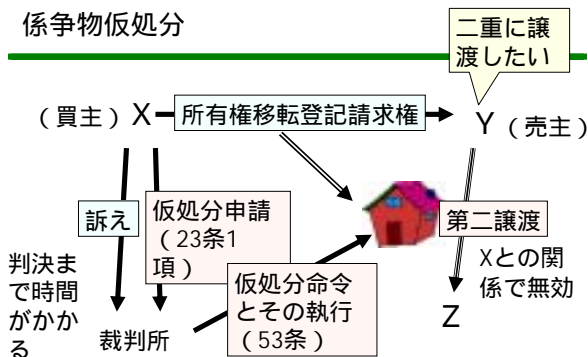 係争物仮処分
二重に譲
渡したい
（買主）X
所有権移転登記請求権
Y（売主）
訴え
仮処分申請
（23条1
項）
第二譲渡
判決ま
で時間
がかか
る
仮処分命令
とその執行
（53条）
Xとの関
係で無効
裁判所
Z